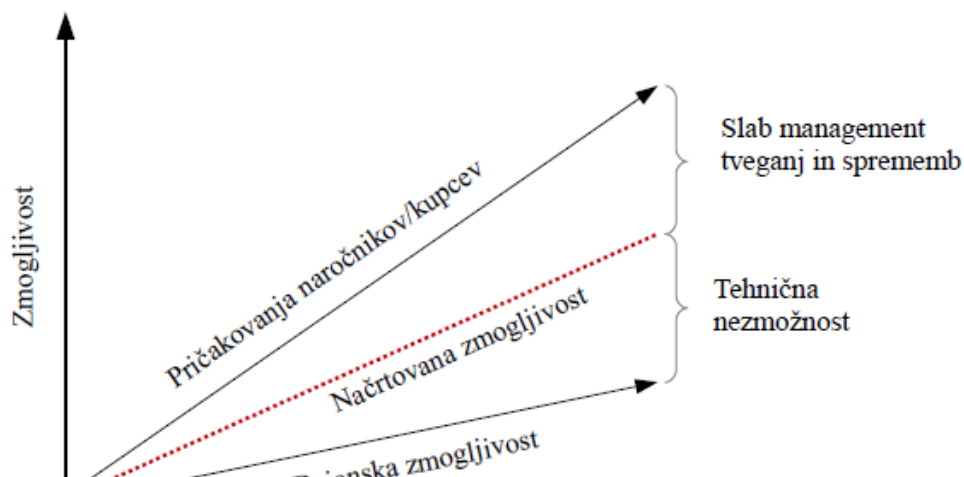 Zmogljivost
Pričakovanja naročnikov/kupcev
Načrtovana zmogljivost
zmogljivost
Slab management
tveganj in sprememb
Tehnična
nezmožnost